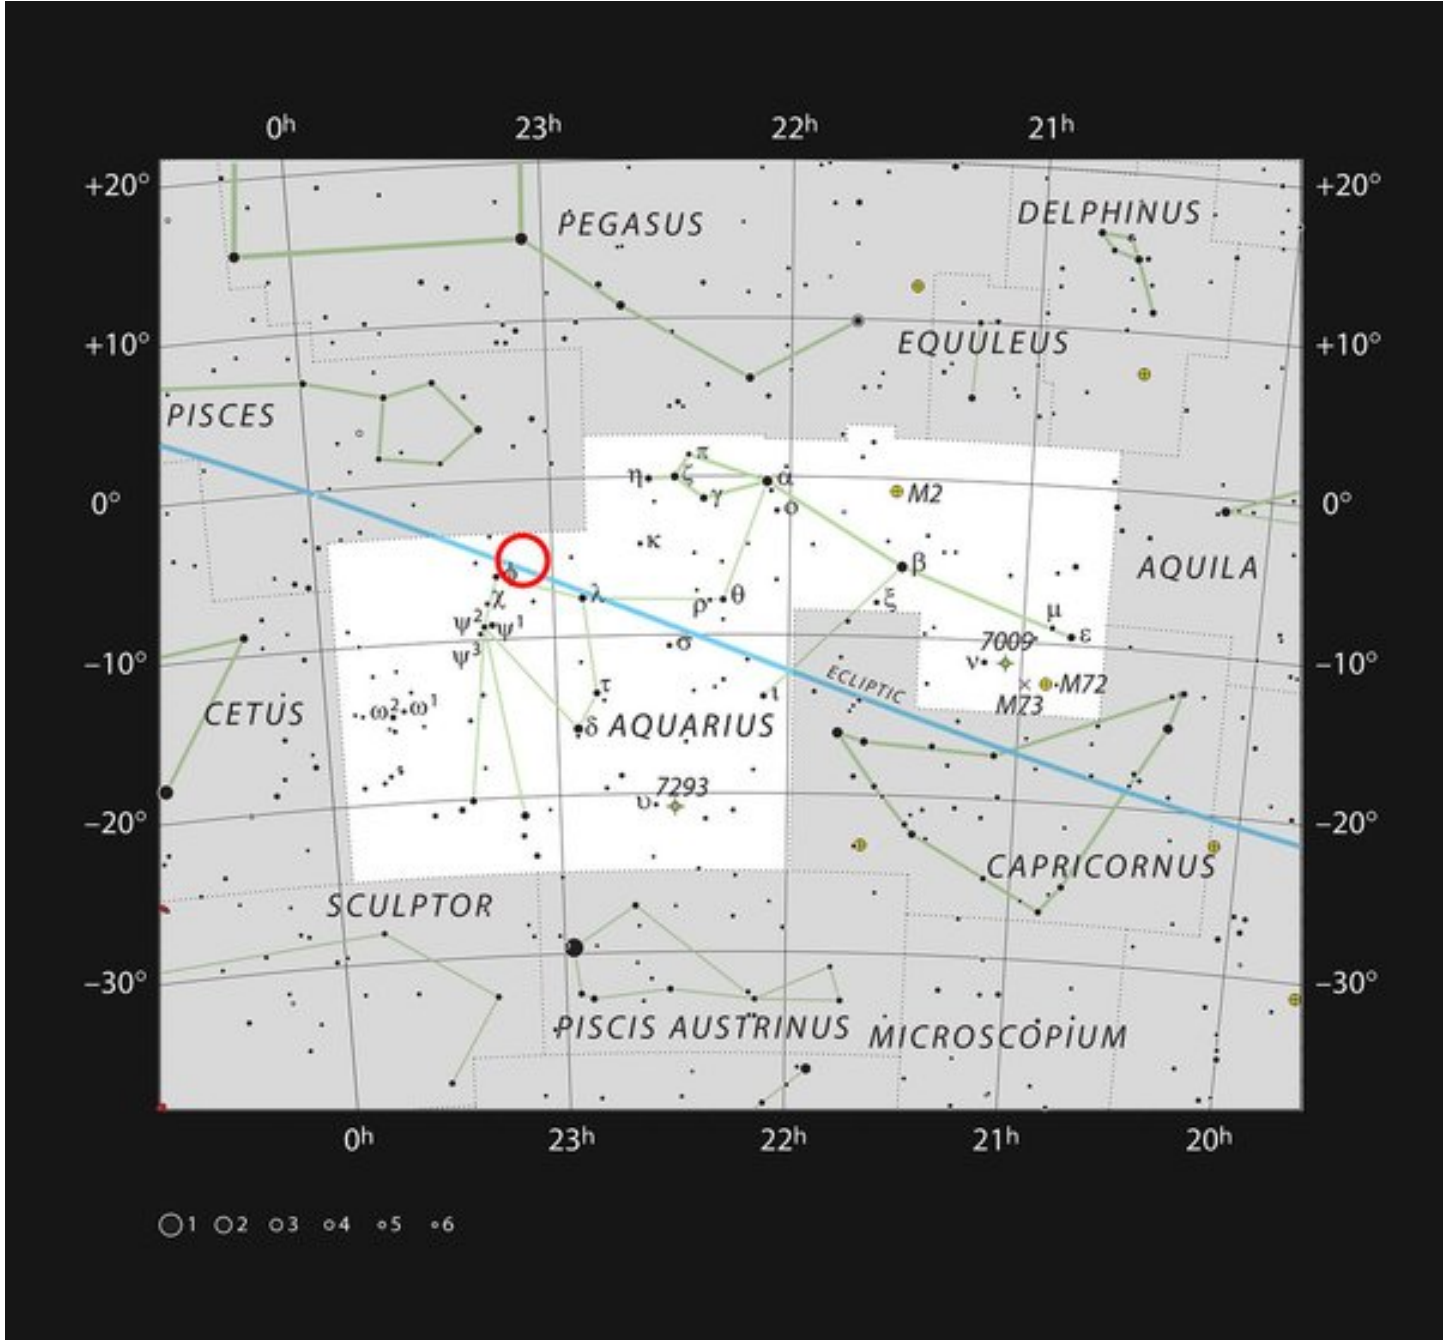 0h 23h 22h 21h
+20° +20°
PEGASUS DELPHINUS
+10° EQUULEUS +10°
PISCES
η ζ π α
γ ο M2
0° 0°
κ AQUILA
φ β
χ λ ρ θ ξ
ψ² ψ¹ μ
ψ³ σ 7009 ε
-10° ν -10°
ECLIPTIC
τ ι M72
CETUS ω² ω¹ M73
δ AQUARIUS
7293
υ
-20° -20°
CAPRICORNUS
SCULPTOR
-30° -30°
PISCIS AUSTRINUS MICROSCOPIUM
0h 23h 22h 21h 20h
1 2 3 4 5 6